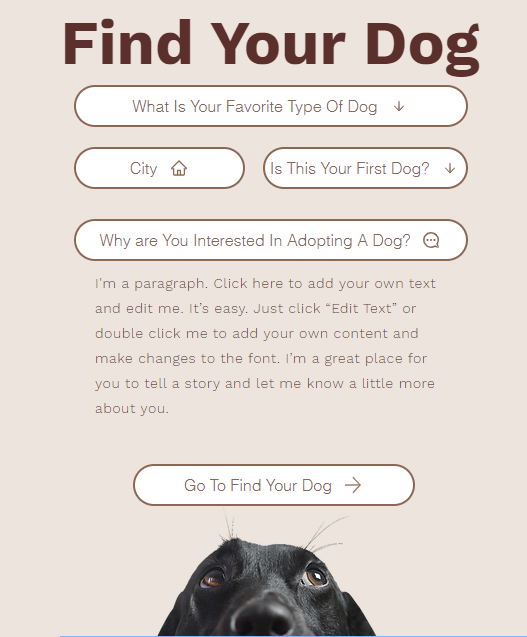 Find Your Dog
What Is Your Favorite Type Of Dog
City
Is This Your First Dog?
Why are You Interested In Adopting A Dog?
I'm a paragraph. Click here to add your own text
and edit me. It’s easy. Just click “Edit Text” or
double click me to add your own content and
make changes to the font. I’m a great place for
you to tell a story and let me know a little more
about you.
Go To Find Your Dog